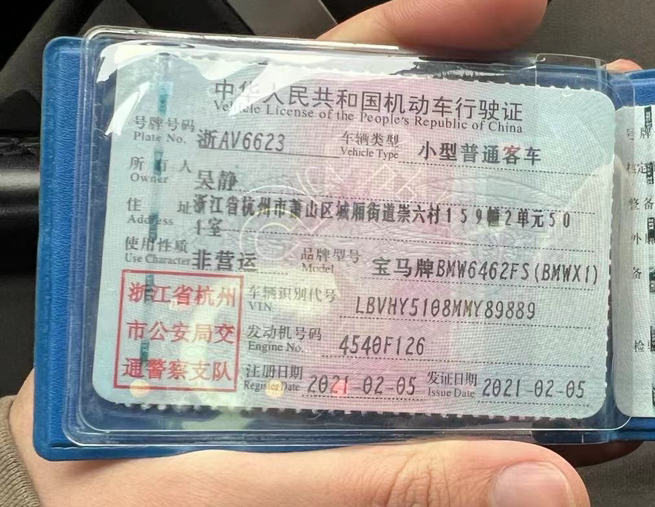 中华人民共和国机动车行驶证
Vehicle License of the People's Republic of China
号牌号码 浙AV6623 车辆类型 小型普通客车
Plate No. Vehicle Type
所有人 吴静
Owner
住址 浙江省杭州市萧山区城厢街道崇六村159幢2单元50
Address 1室
使用性质 非营运 品牌型号 宝马牌BMW6462FS(BMWX1)
Use Character Model
浙江省杭州
市公安局交
通警察支队
车辆识别代号 LBVHY5108MMY89889
VIN
发动机号码 4540F126
Engine No.
注册日期 2021-02-05 发证日期 2021-02-05
Register Date Issue Date
号牌
整备
外
备
检